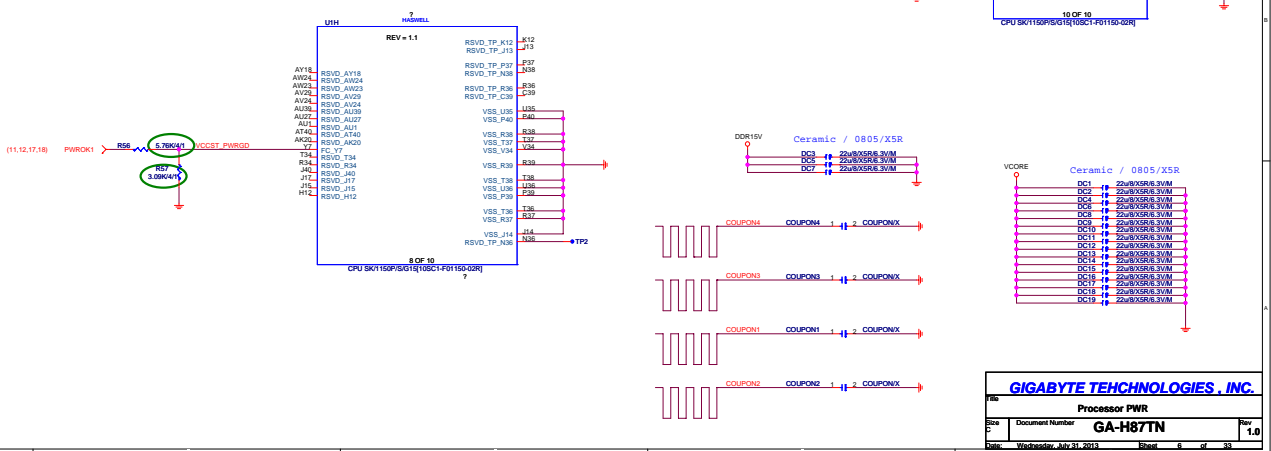 10 OF 10
CPU SK/1150P/S/G15[10SC1-F01150-02R]
B
?
HASWELL
U1H
REV = 1.1
RSVD_TP_K12 K12
RSVD_TP_J13 J13
RSVD_TP_P37 P37
RSVD_TP_N38 N38
RSVD_TP_R36 R36
RSVD_TP_C39 C39
VSS_U35 U35
VSS_P40 P40
VSS_R38 R38
VSS_T37 T37
VSS_V34 V34
VSS_R39 R39
VSS_T38 T38
VSS_U36 U36
VSS_P39 P39
VSS_T36 T36
VSS_R37 R37
VSS_J14 J14
RSVD_TP_N36 N36 TP2
AY18 RSVD_AY18
AW24 RSVD_AW24
AW23 RSVD_AW23
AV29 RSVD_AV29
AV24 RSVD_AV24
AU39 RSVD_AU39
AU27 RSVD_AU27
AU1 RSVD_AU1
AT40 RSVD_AT40
AK20 RSVD_AK20
Y7 FC_Y7
T34 RSVD_T34
R34 RSVD_R34
J40 RSVD_J40
J17 RSVD_J17
J15 RSVD_J15
H12 RSVD_H12
(11,12,17,18) PWROK1 R56 5.76K/4/1 VCCST_PWRGD
R57
3.09K/4/1
8 OF 10
CPU SK/1150P/S/G15[10SC1-F01150-02R]
?
DDR15V
Ceramic / 0805/X5R
DC3 22u/8/X5R/6.3V/M
DC5 22u/8/X5R/6.3V/M
DC7 22u/8/X5R/6.3V/M
COUPON4 COUPON4 1 2 COUPON/X
COUPON3 COUPON3 1 2 COUPON/X
COUPON1 COUPON1 1 2 COUPON/X
COUPON2 COUPON2 1 2 COUPON/X
VCORE
Ceramic / 0805/X5R
DC1 22u/8/X5R/6.3V/M
DC2 22u/8/X5R/6.3V/M
DC4 22u/8/X5R/6.3V/M
DC6 22u/8/X5R/6.3V/M
DC8 22u/8/X5R/6.3V/M
DC9 22u/8/X5R/6.3V/M
DC10 22u/8/X5R/6.3V/M
DC11 22u/8/X5R/6.3V/M
DC12 22u/8/X5R/6.3V/M
DC13 22u/8/X5R/6.3V/M
DC14 22u/8/X5R/6.3V/M
DC15 22u/8/X5R/6.3V/M
DC16 22u/8/X5R/6.3V/M
DC17 22u/8/X5R/6.3V/M
DC18 22u/8/X5R/6.3V/M
DC19 22u/8/X5R/6.3V/M
A
GIGABYTE TEHCHNOLOGIES , INC.
Title
Processor PWR
Size
C
Document Number
GA-H87TN
Rev
1.0
Date: Wednesday, July 31, 2013 Sheet 6 of 33